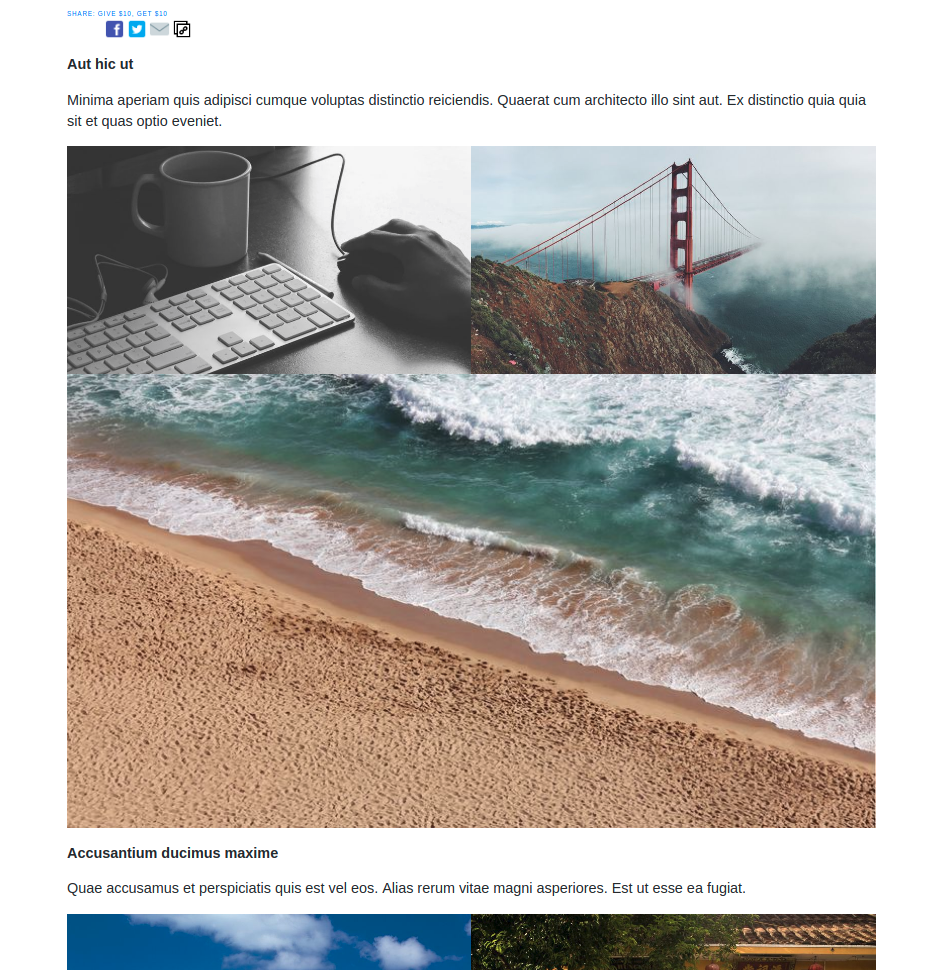 SHARE: GIVE $10, GET $10
Aut hic ut
Minima aperiam quis adipisci cumque voluptas distinctio reiciendis. Quaerat cum architecto illo sint aut. Ex distinctio quia quia
sit et quas optio eveniet.
Accusantium ducimus maxime
Quae accusamus et perspiciatis quis est vel eos. Alias rerum vitae magni asperiores. Est ut esse ea fugiat.